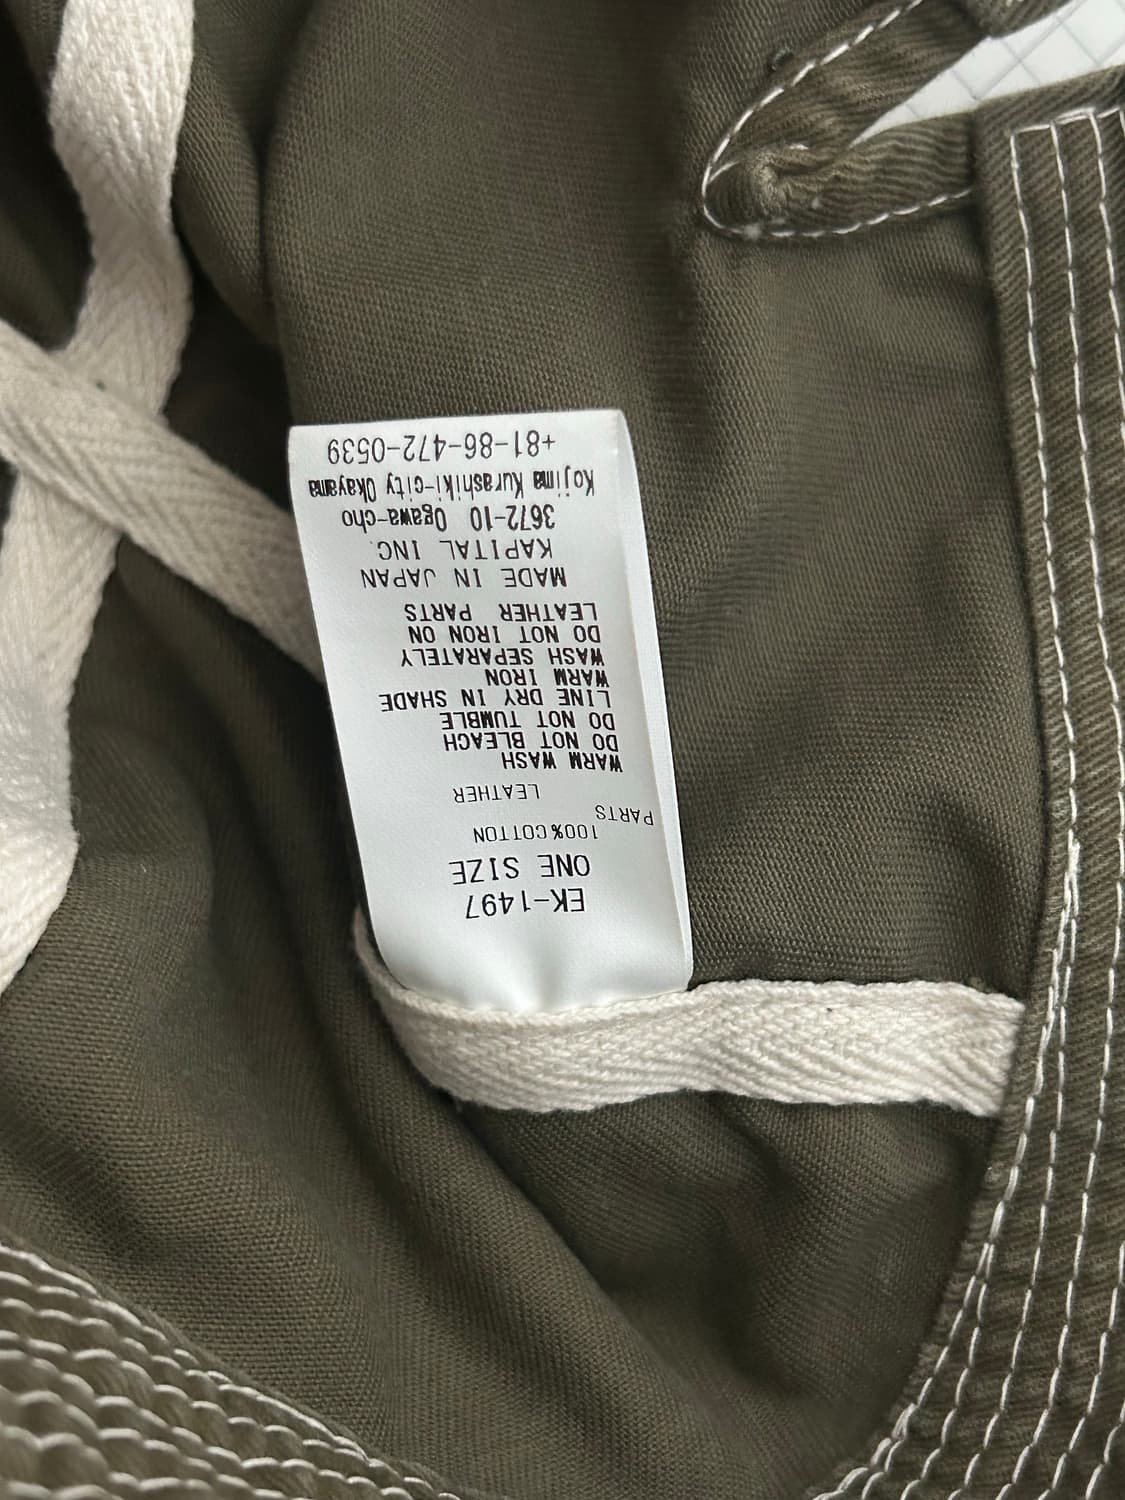 EK-1497
ONE SIZE
100%COTTON
PARTS
LEATHER
WARM WASH
DO NOT BLEACH
DO NOT TUMBLE
LINE DRY IN SHADE
WARM IRON
WASH SEPARATELY
DO NOT IRON ON
LEATHER PARTS
MADE IN JAPAN
KAPITAL INC.
3672-10 Ogawa-cho
Kojima Kurashiki-city Okayama
+81-86-472-0539